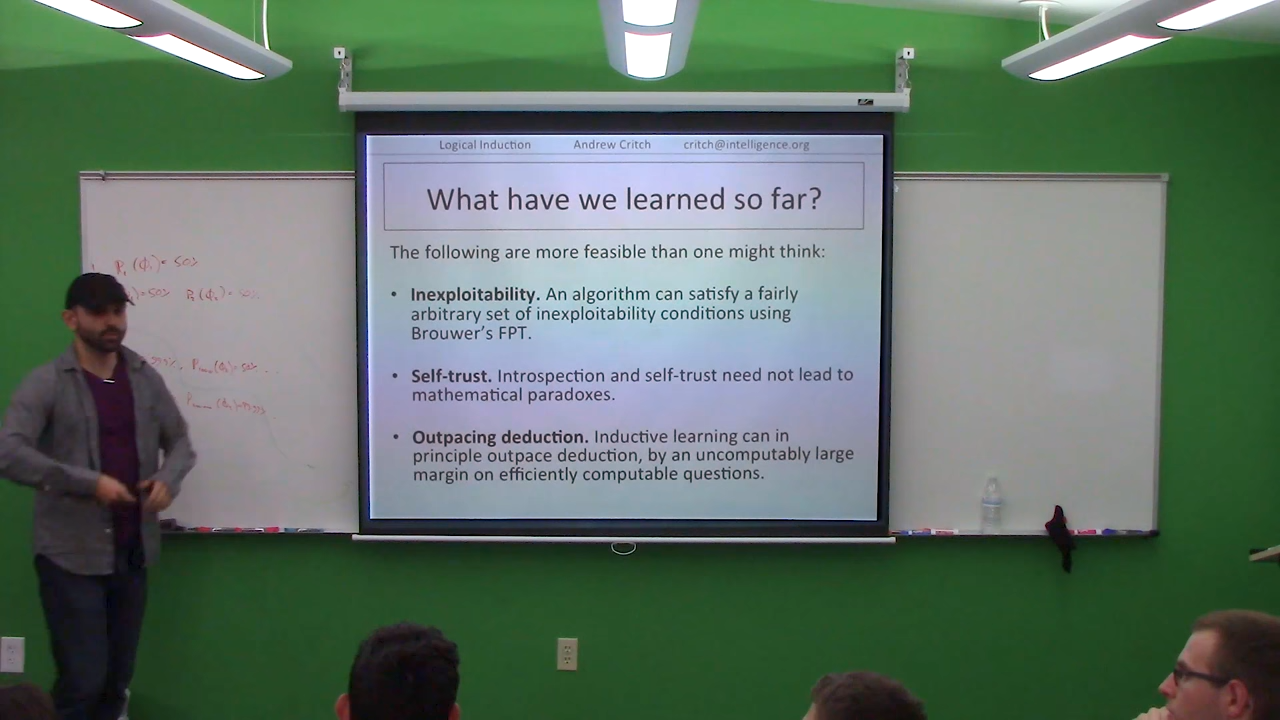 Logical Induction Andrew Critch critch@intelligence.org
What have we learned so far?
The following are more feasible than one might think:
• Inexploitability. An algorithm can satisfy a fairly
arbitrary set of inexploitability conditions using
Brouwer's FPT.
• Self-trust. Introspection and self-trust need not lead to
mathematical paradoxes.
• Outpacing deduction. Inductive learning can in
principle outpace deduction, by an uncomputably large
margin on efficiently computable questions.